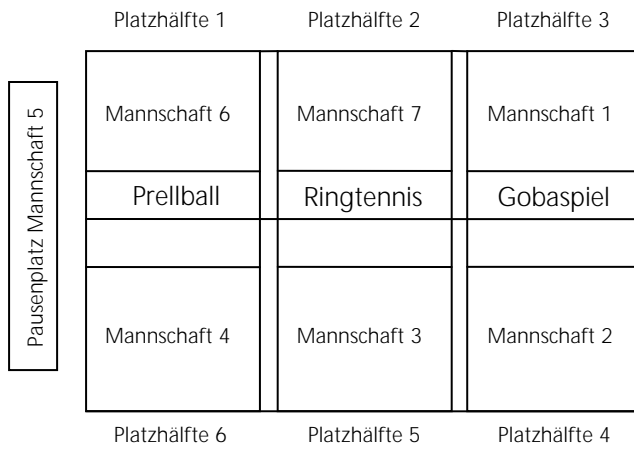 Platzhälfte 1 Platzhälfte 2 Platzhälfte 3
Pausenplatz Mannschaft 5
Mannschaft 6 Mannschaft 7 Mannschaft 1
Prellball Ringtennis Gobaspiel
Mannschaft 4 Mannschaft 3 Mannschaft 2
Platzhälfte 6 Platzhälfte 5 Platzhälfte 4